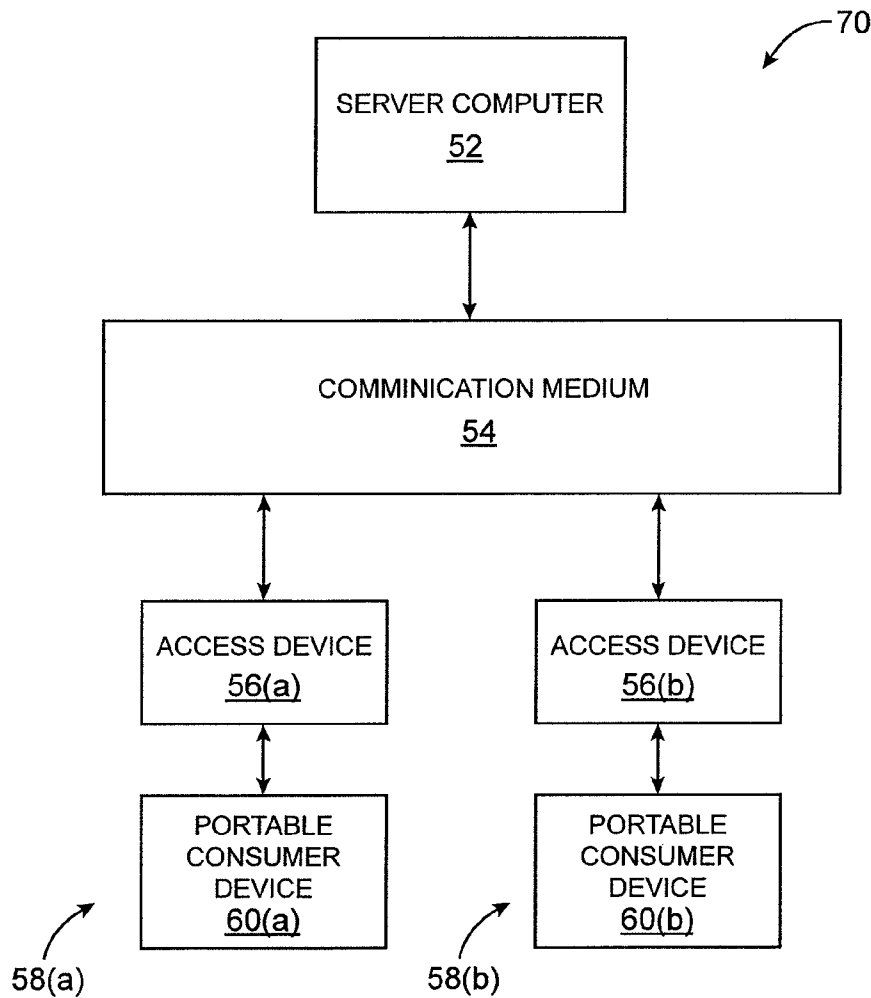 70
SERVER COMPUTER
52
COMMINICATION MEDIUM
54
ACCESS DEVICE
56(a)
ACCESS DEVICE
56(b)
PORTABLE
CONSUMER
DEVICE
60(a)
PORTABLE
CONSUMER
DEVICE
60(b)
58(a)
58(b)